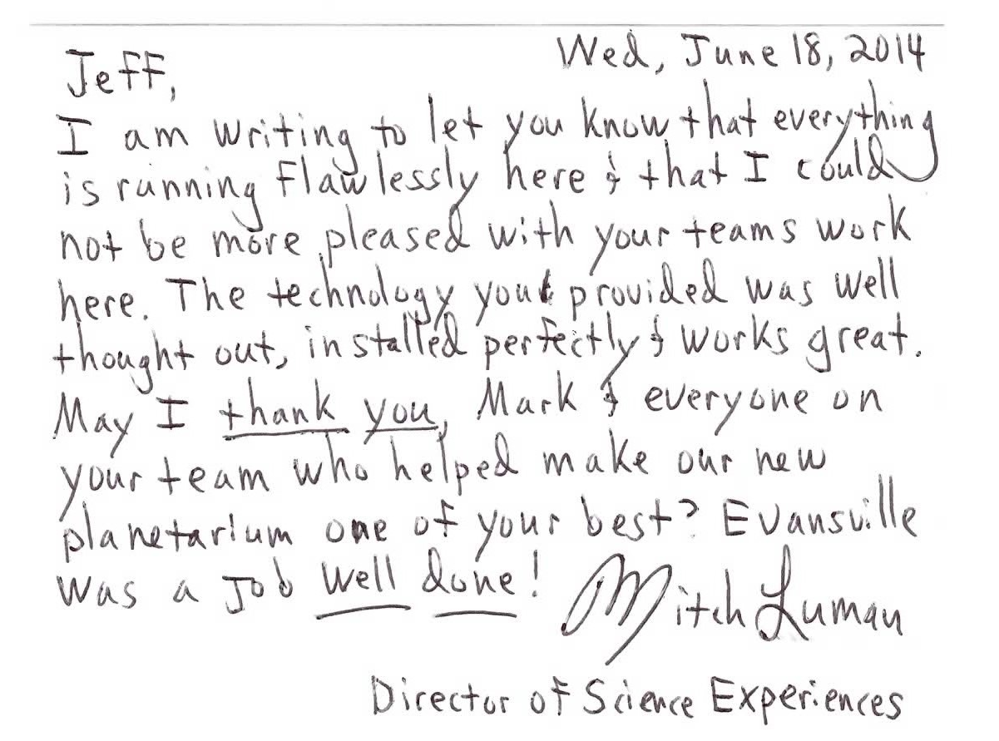 Wed, June 18, 2014
Jeff,
I am writing to let you know that everything
is running flawlessly here & that I could
not be more pleased with your teams work
here. The technology you provided was well
thought out, installed perfectly & works great.
May I thank you, Mark & everyone on
your team who helped make our new
planetarium one of your best? Evansville
was a Job well done! Mitch Luman
Director of Science Experiences